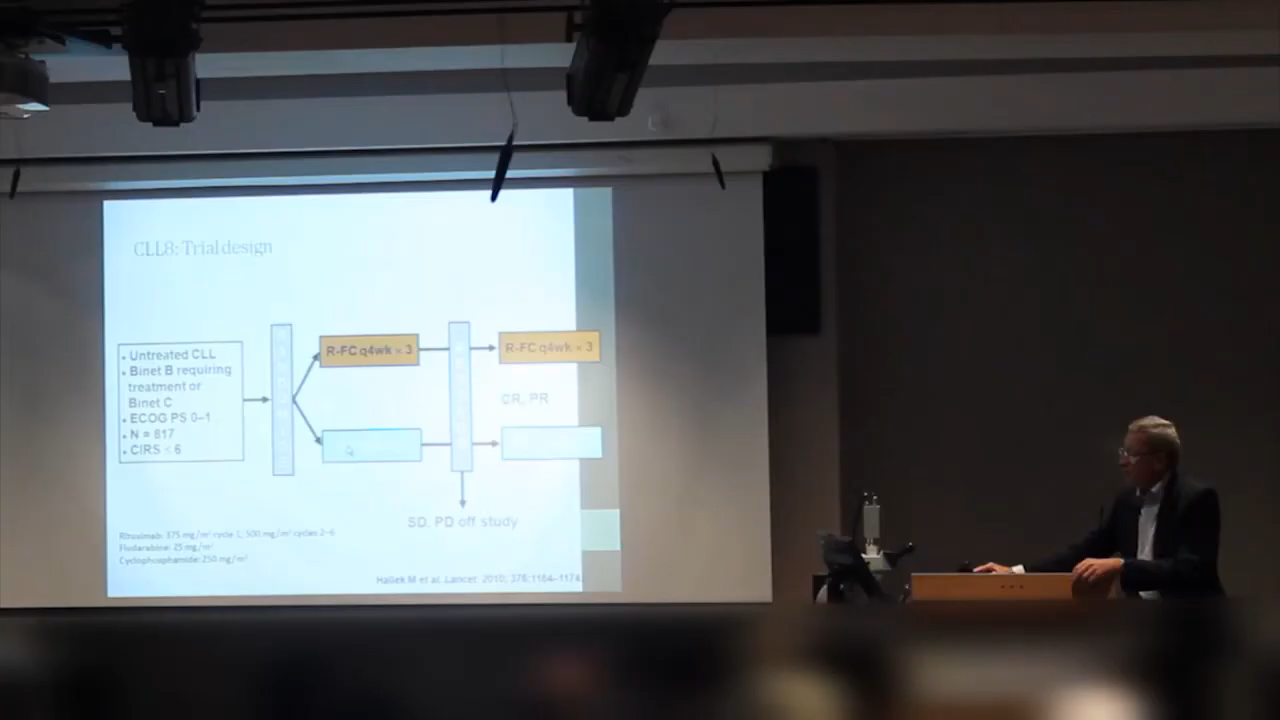 CLL8: Trial design
• Untreated CLL
• Binet B requiring
treatment or
Binet C
• ECOG PS 0–1
• N = 817
• CIRS < 6
R-FC q4wk × 3
R-FC q4wk × 3
CR, PR
SD, PD off study
Rituximab: 375 mg/m² cycle 1; 500 mg/m² cycles 2–6
Fludarabine: 25 mg/m²
Cyclophosphamide: 250 mg/m²
Hallek M et al. Lancet. 2010; 376:1164–1174.